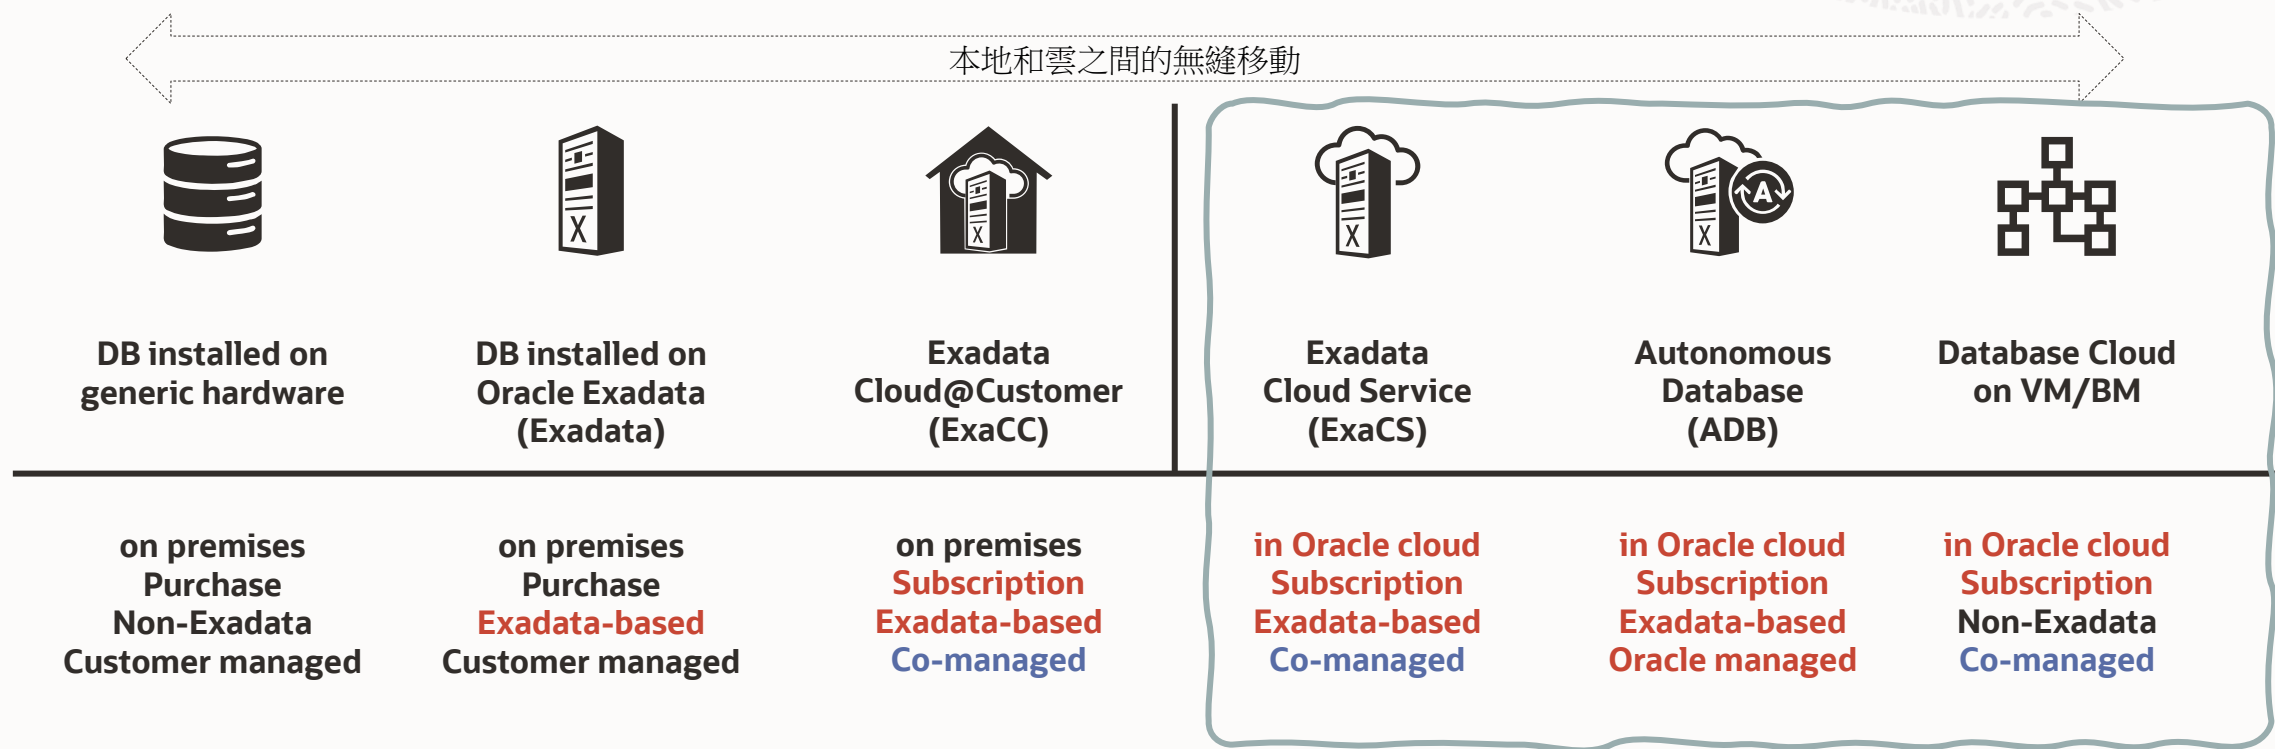 本地和雲之間的無縫移動
X
X
X
X
A
DB installed on
generic hardware
DB installed on
Oracle Exadata
(Exadata)
Exadata
Cloud@Customer
(ExaCC)
Exadata
Cloud Service
(ExaCS)
Autonomous
Database
(ADB)
Database Cloud
on VM/BM
on premises
Purchase
Non-Exadata
Customer managed
on premises
Purchase
Exadata-based
Customer managed
on premises
Subscription
Exadata-based
Co-managed
in Oracle cloud
Subscription
Exadata-based
Co-managed
in Oracle cloud
Subscription
Exadata-based
Oracle managed
in Oracle cloud
Subscription
Non-Exadata
Co-managed